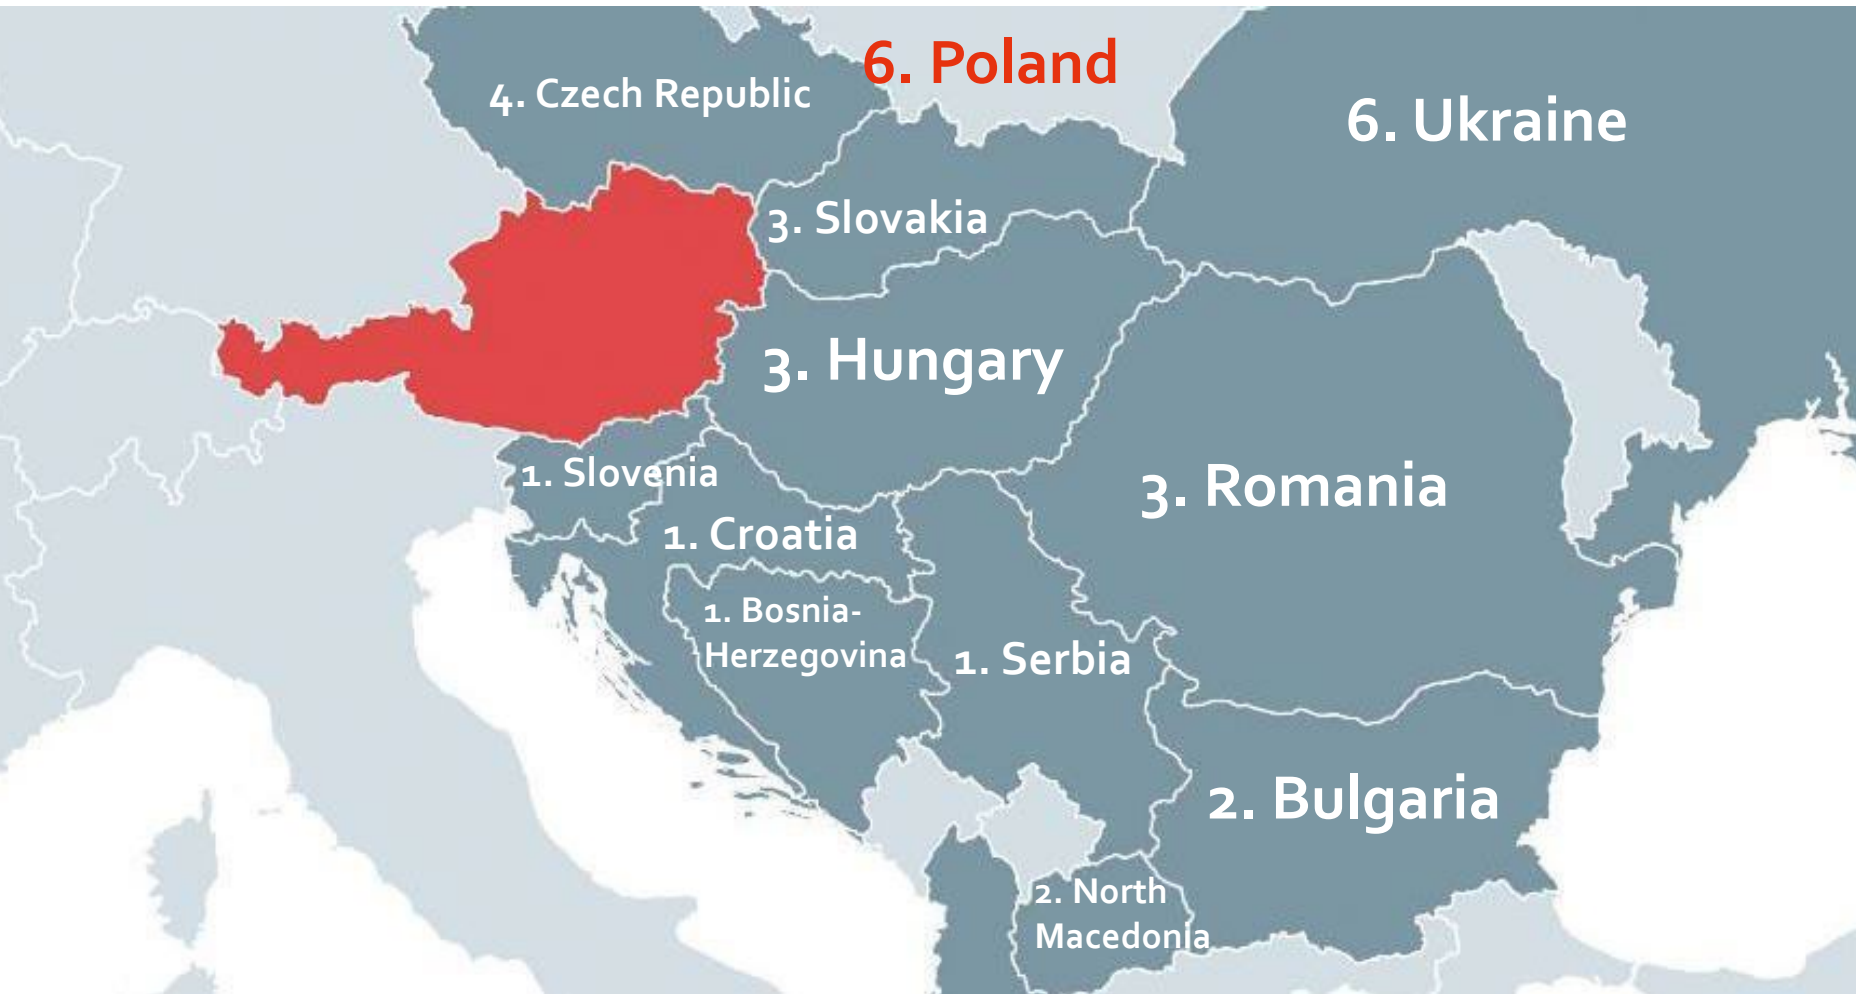 6. Poland
4. Czech Republic
6. Ukraine
3. Slovakia
3. Hungary
1. Slovenia
3. Romania
1. Croatia
1. Bosnia-
Herzegovina
1. Serbia
2. Bulgaria
2. North
Macedonia